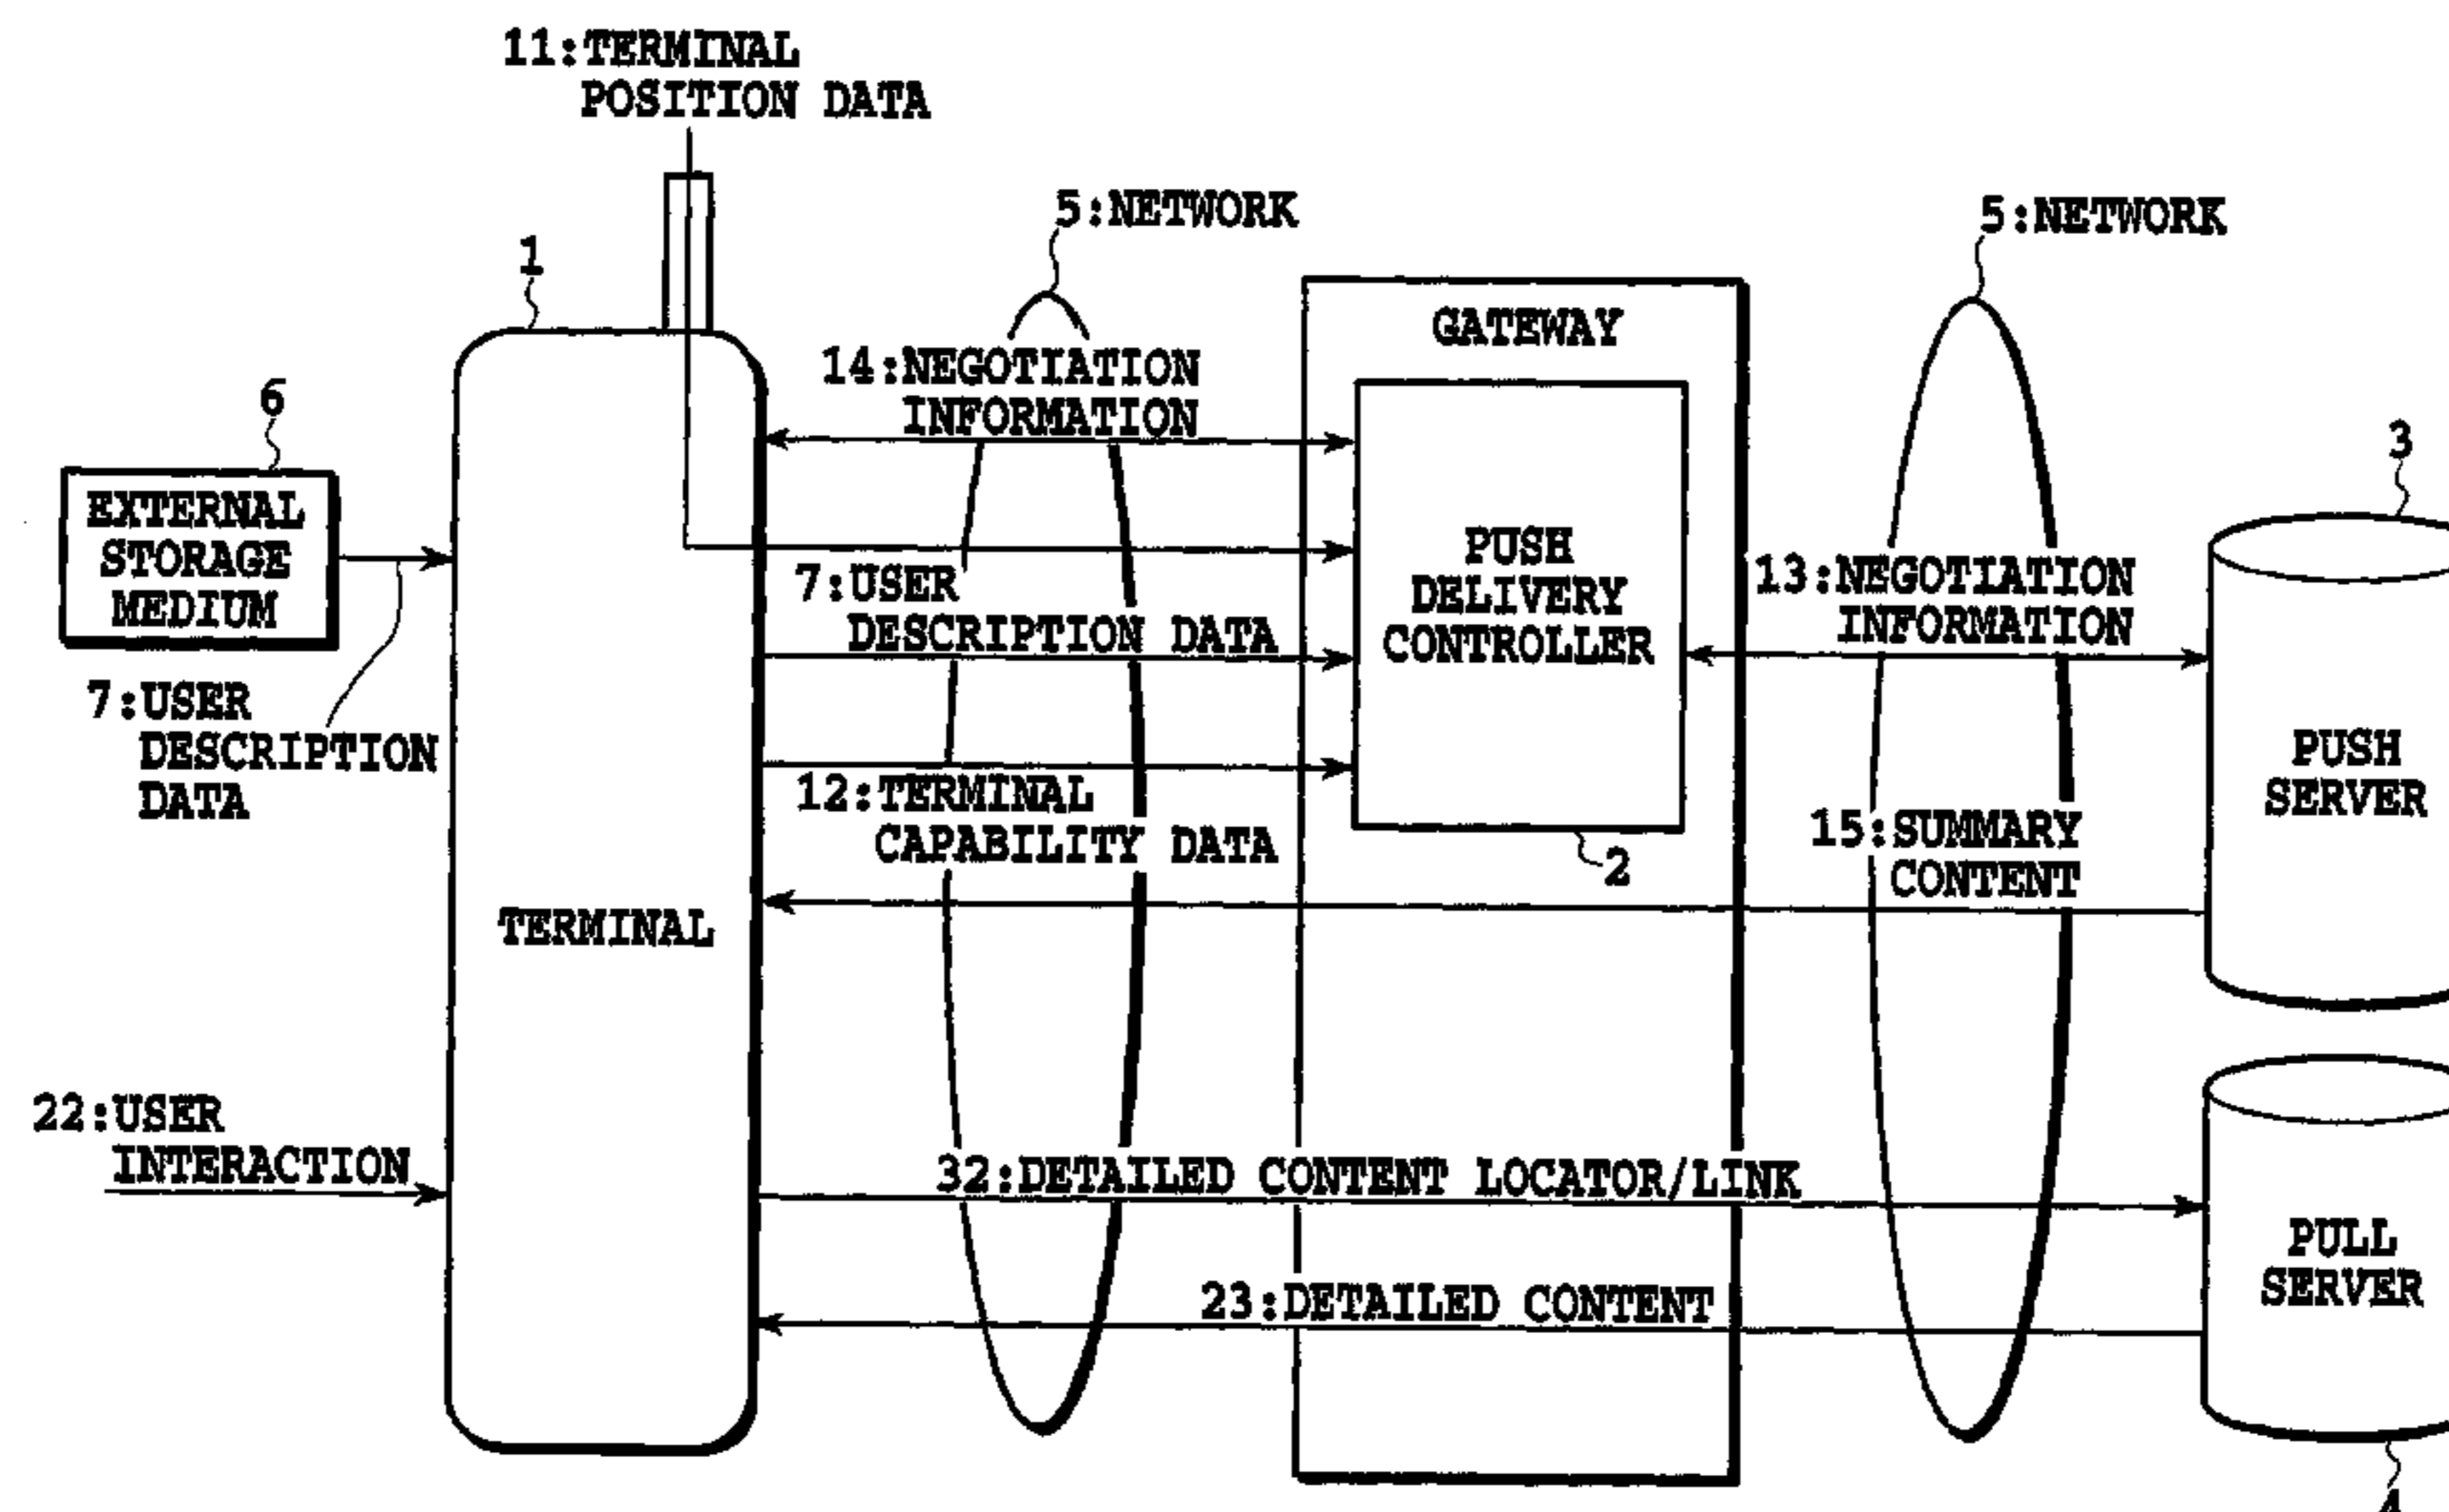 11:TERMINAL
POSITION DATA
5:NETWORK
5:NETWORK
1
GATEWAY
14:NEGOTIATION
INFORMATION
6
3
EXTERNAL
STORAGE
MEDIUM
PUSH
DELIVERY
CONTROLLER
7:USER
DESCRIPTION DATA
13:NEGOTIATION
INFORMATION
7:USER
DESCRIPTION
DATA
PUSH
SERVER
12:TERMINAL
CAPABILITY DATA
2
15:SUMMARY
CONTENT
TERMINAL
22:USER
INTERACTION
32:DETAILED CONTENT LOCATOR/LINK
PULL
SERVER
23:DETAILED CONTENT
4